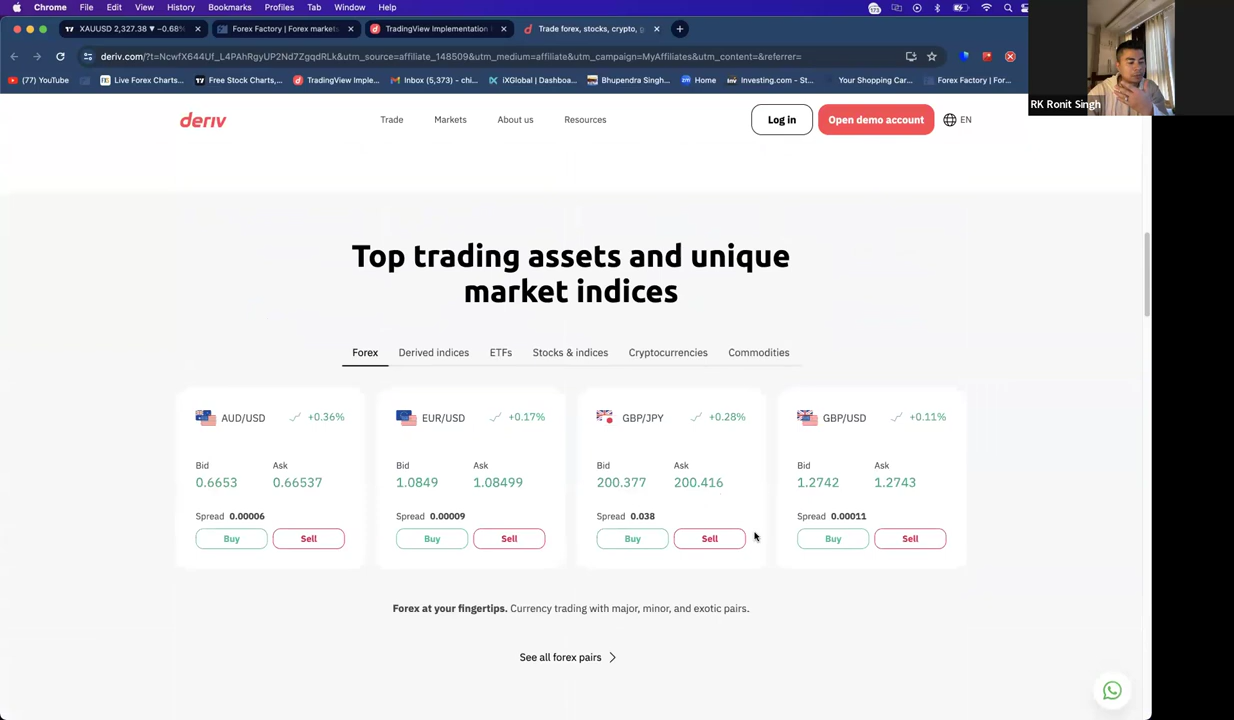 Chrome File Edit View History Bookmarks Profiles Tab Window Help
XAUUSD 2,327.38 ▼ −0.68%
Forex Factory | Forex markets
TradingView Implementation
Trade forex, stocks, crypto,
deriv.com/?t=NcwfX644Uf_L4PAhRgyUP2Nd7ZgqdRLk&utm_source=affiliate_148509&utm_medium=affiliate&utm_campaign=MyAffiliates&utm_content=&referrer=
(77) YouTube
Live Forex Charts...
Free Stock Charts,...
TradingView Imple...
Inbox (5,373) - chi...
iXGlobal | Dashboa...
Bhupendra Singh...
Home
Investing.com - St...
Your Shopping Car...
Forex Factory | For...
RK Ronit Singh
deriv
Trade Markets About us Resources
Log in
Open demo account
EN
Top trading assets and unique
market indices
Forex Derived indices ETFs Stocks & indices Cryptocurrencies Commodities
AUD/USD +0.36% EUR/USD +0.17% GBP/JPY +0.28% GBP/USD +0.11%
Bid Ask Bid Ask Bid Ask Bid Ask
0.6653 0.66537 1.0849 1.08499 200.377 200.416 1.2742 1.2743
Spread 0.00006 Spread 0.00009 Spread 0.038 Spread 0.00011
Buy Sell Buy Sell Buy Sell Buy Sell
Forex at your fingertips. Currency trading with major, minor, and exotic pairs.
See all forex pairs